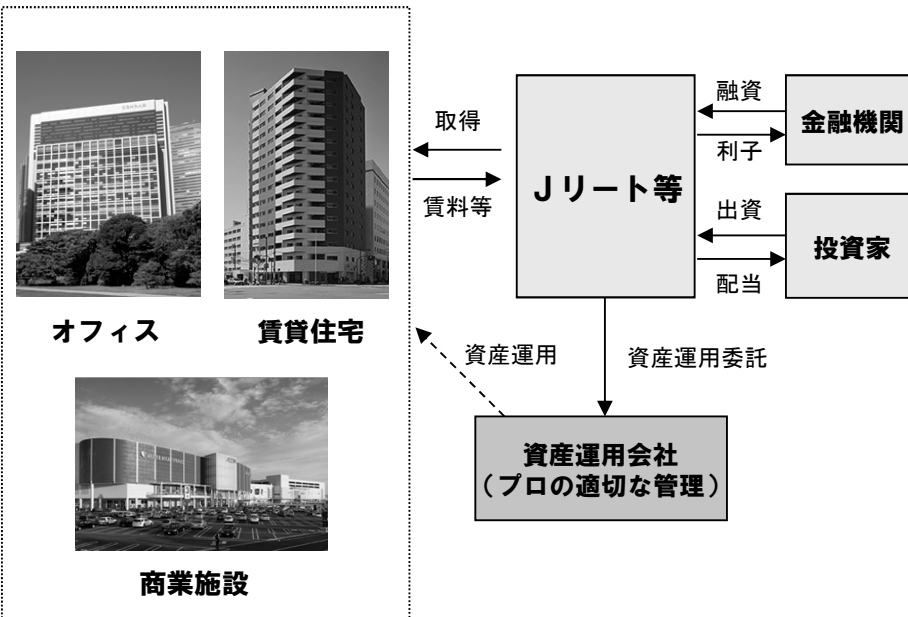 オフィス
賃貸住宅
商業施設
取得
賃料等
Ｊリート等
融資
利子
金融機関
出資
配当
投資家
資産運用
資産運用委託
資産運用会社
（プロの適切な管理）